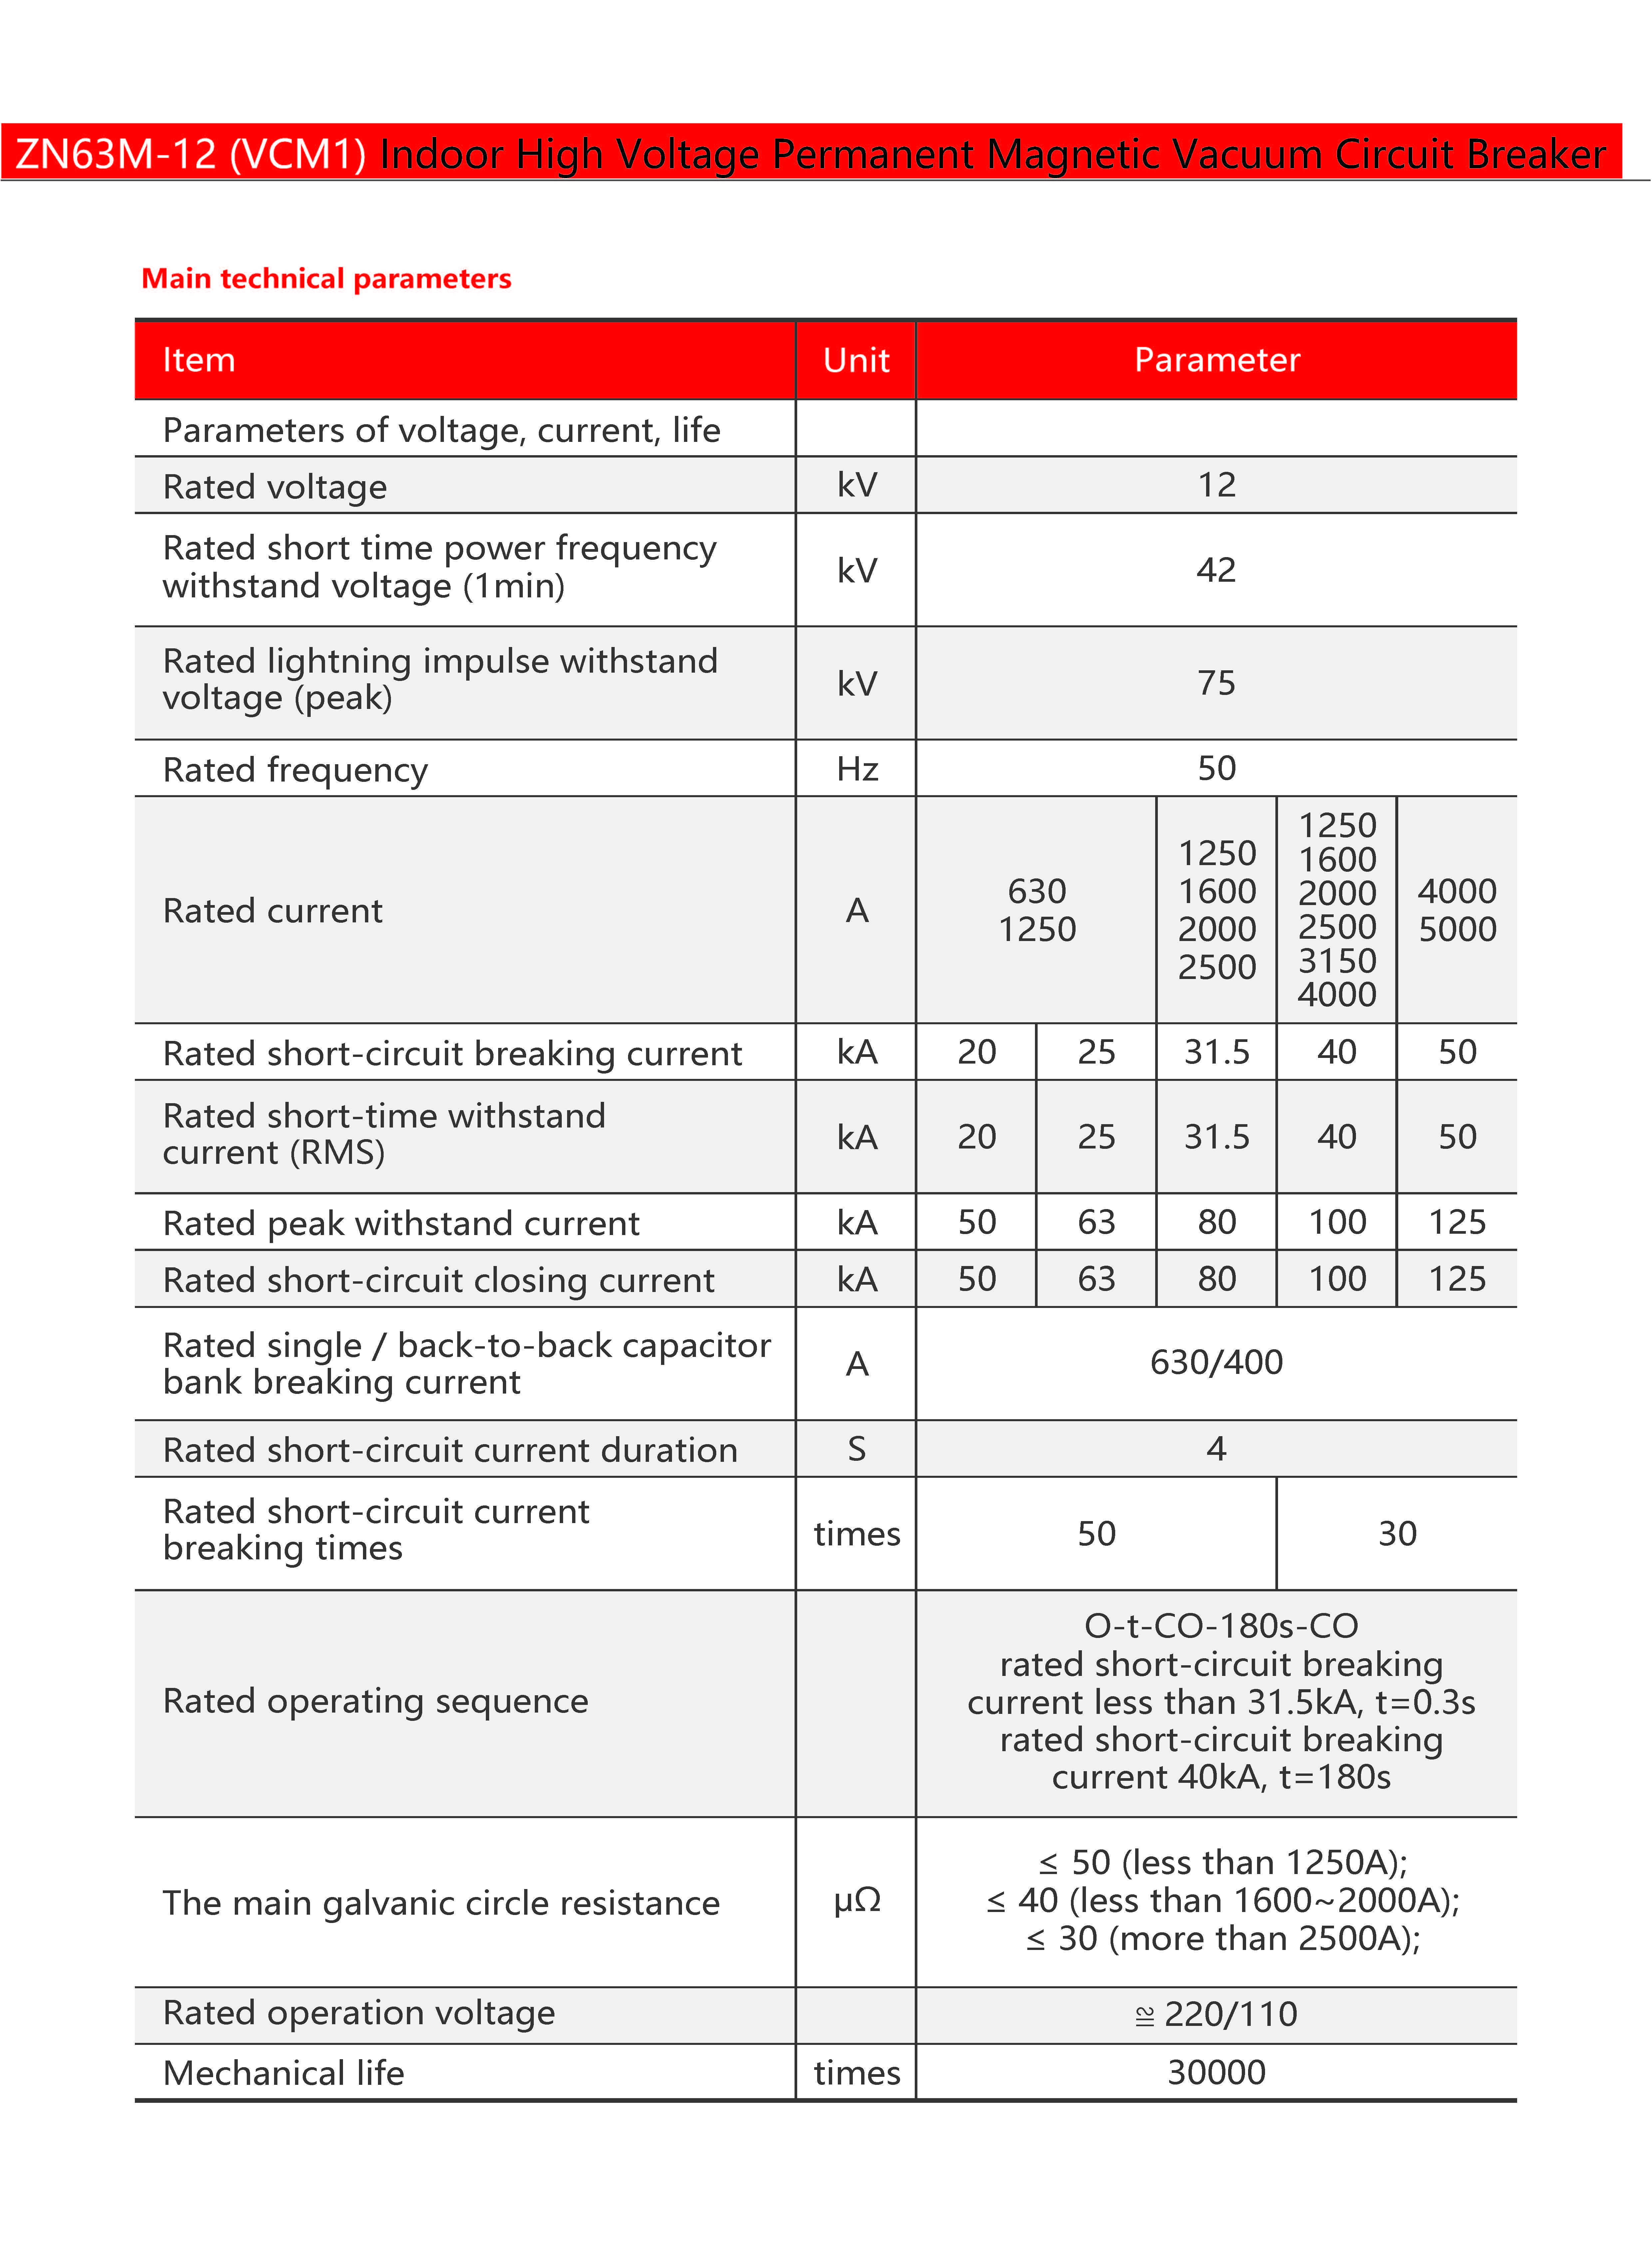 ZN63M-12 (VCM1) Indoor High Voltage Permanent Magnetic Vacuum Circuit Breaker
Main technical parameters
Item Unit Parameter
Parameters of voltage, current, life
Rated voltage kV 12
Rated short time power frequency
withstand voltage (1min)
kV 42
Rated lightning impulse withstand
voltage (peak)
kV 75
Rated frequency Hz 50
Rated current A
630
1250
1250
1600
2000
2500
1250
1600
2000
2500
3150
4000
4000
5000
Rated short-circuit breaking current kA 20 25 31.5 40 50
Rated short-time withstand
current (RMS)
kA 20 25 31.5 40 50
Rated peak withstand current kA 50 63 80 100 125
Rated short-circuit closing current kA 50 63 80 100 125
Rated single / back-to-back capacitor
bank breaking current
A 630/400
Rated short-circuit current duration S 4
Rated short-circuit current
breaking times
times 50 30
Rated operating sequence
O-t-CO-180s-CO
rated short-circuit breaking
current less than 31.5kA, t=0.3s
rated short-circuit breaking
current 40kA, t=180s
The main galvanic circle resistance μΩ
≤ 50 (less than 1250A);
≤ 40 (less than 1600~2000A);
≤ 30 (more than 2500A);
Rated operation voltage ≌ 220/110
Mechanical life times 30000